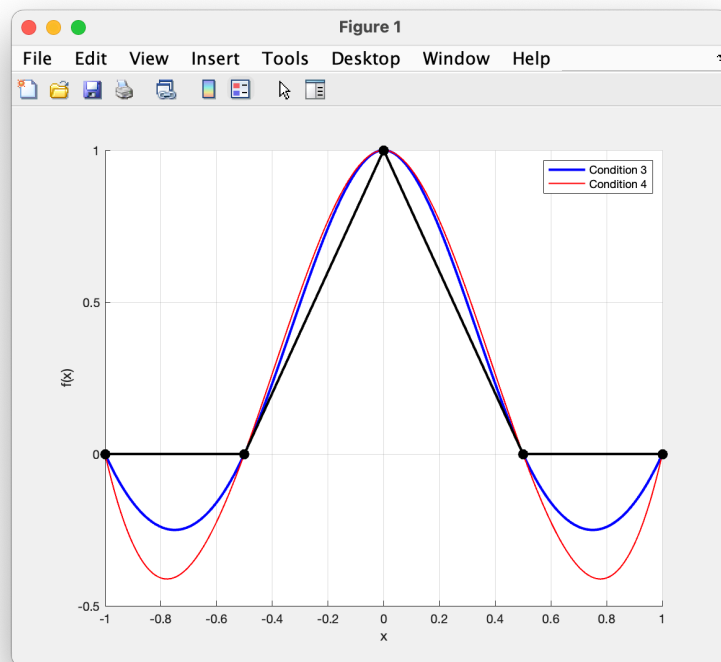 Figure 1
File Edit View Insert Tools Desktop Window Help
Condition 3
Condition 4
1
0.5
0
-0.5
f(x)
-1 -0.8 -0.6 -0.4 -0.2 0 0.2 0.4 0.6 0.8 1
x